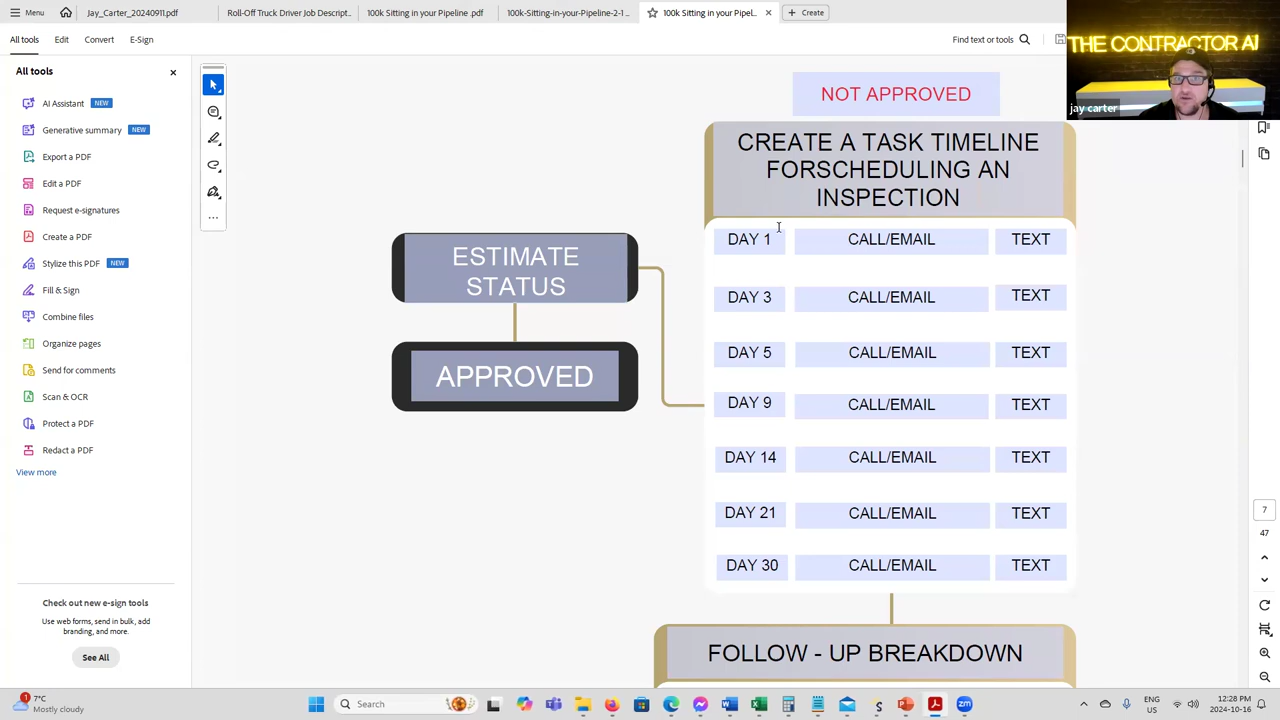 Menu
Jay_Carter_20240911.pdf
Roll-Off Truck Driver Job Descript...
100k Sitting in your Pipeline .pdf
100k-Sitting-in-your-Pipeline-2-1 ...
100k Sitting in your Pipel...
Create
All tools
Edit
Convert
E-Sign
Find text or tools
THE CONTRACTOR AI
jay carter
All tools
AI Assistant NEW
Generative summary NEW
Export a PDF
Edit a PDF
Request e-signatures
Create a PDF
Stylize this PDF NEW
Fill & Sign
Combine files
Organize pages
Send for comments
Scan & OCR
Protect a PDF
Redact a PDF
View more
Check out new e-sign tools
Use web forms, send in bulk, add
branding, and more.
See All
NOT APPROVED
CREATE A TASK TIMELINE
FORSCHEDULING AN
INSPECTION
ESTIMATE
STATUS
APPROVED
DAY 1 CALL/EMAIL TEXT
DAY 3 CALL/EMAIL TEXT
DAY 5 CALL/EMAIL TEXT
DAY 9 CALL/EMAIL TEXT
DAY 14 CALL/EMAIL TEXT
DAY 21 CALL/EMAIL TEXT
DAY 30 CALL/EMAIL TEXT
FOLLOW - UP BREAKDOWN
7
47
1
7°C
Mostly cloudy
Search
ENG
US
12:28 PM
2024-10-16